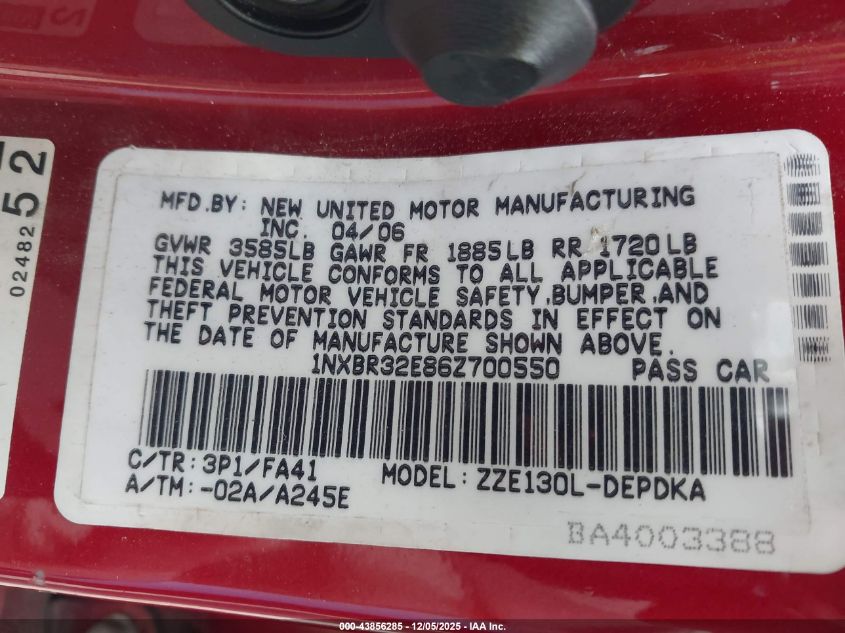 02482 52
MFD.BY: NEW UNITED MOTOR MANUFACTURING
INC. 04/06
GVWR 3585LB GAWR FR 1885LB RR 1720LB
THIS VEHICLE CONFORMS TO ALL APPLICABLE
FEDERAL MOTOR VEHICLE SAFETY,BUMPER,AND
THEFT PREVENTION STANDARDS IN EFFECT ON
THE DATE OF MANUFACTURE SHOWN ABOVE.
1NXBR32E86Z700550 PASS CAR
C/TR: 3P1/FA41 MODEL: ZZE130L-DEPDKA
A/TM:-02A/A245E
BA4003388
000-43856285 - 12/05/2025 - IAA Inc.